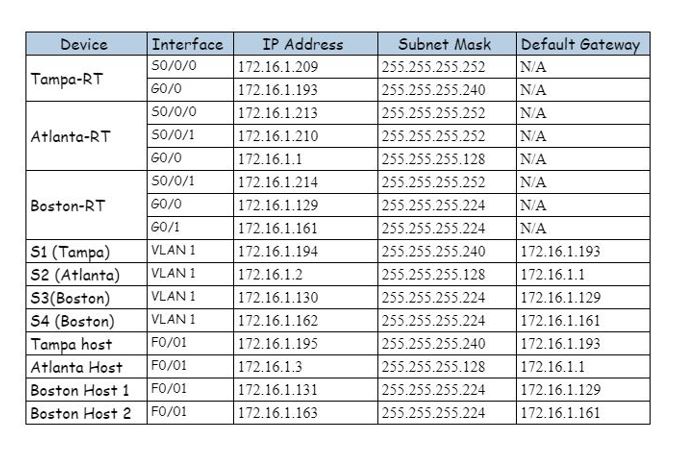 Device Interface IP Address Subnet Mask Default Gateway
Tampa-RT S0/0/0 172.16.1.209 255.255.255.252 N/A
G0/0 172.16.1.193 255.255.255.240 N/A
Atlanta-RT S0/0/0 172.16.1.213 255.255.255.252 N/A
S0/0/1 172.16.1.210 255.255.255.252 N/A
G0/0 172.16.1.1 255.255.255.128 N/A
Boston-RT S0/0/1 172.16.1.214 255.255.255.252 N/A
G0/0 172.16.1.129 255.255.255.224 N/A
G0/1 172.16.1.161 255.255.255.224 N/A
S1 (Tampa) VLAN 1 172.16.1.194 255.255.255.240 172.16.1.193
S2 (Atlanta) VLAN 1 172.16.1.2 255.255.255.128 172.16.1.1
S3(Boston) VLAN 1 172.16.1.130 255.255.255.224 172.16.1.129
S4 (Boston) VLAN 1 172.16.1.162 255.255.255.224 172.16.1.161
Tampa host F0/01 172.16.1.195 255.255.255.240 172.16.1.193
Atlanta Host F0/01 172.16.1.3 255.255.255.128 172.16.1.1
Boston Host 1 F0/01 172.16.1.131 255.255.255.224 172.16.1.129
Boston Host 2 F0/01 172.16.1.163 255.255.255.224 172.16.1.161